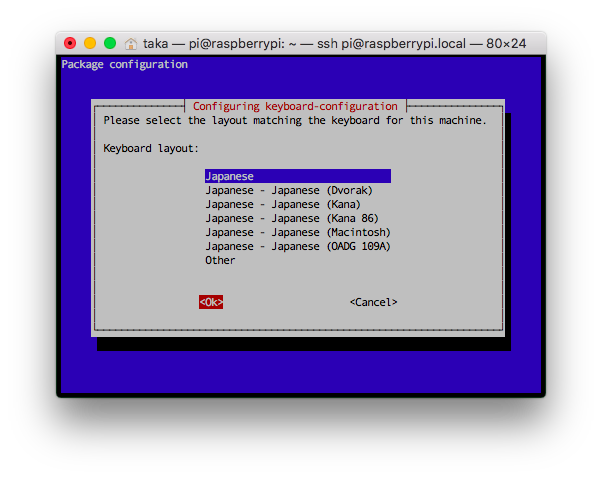 taka — pi@raspberrypi: ~ — ssh pi@raspberrypi.local — 80×24
Package configuration
Configuring keyboard-configuration
Please select the layout matching the keyboard for this machine.
Keyboard layout:
Japanese
Japanese - Japanese (Dvorak)
Japanese - Japanese (Kana)
Japanese - Japanese (Kana 86)
Japanese - Japanese (Macintosh)
Japanese - Japanese (OADG 109A)
Other
<Ok> <Cancel>